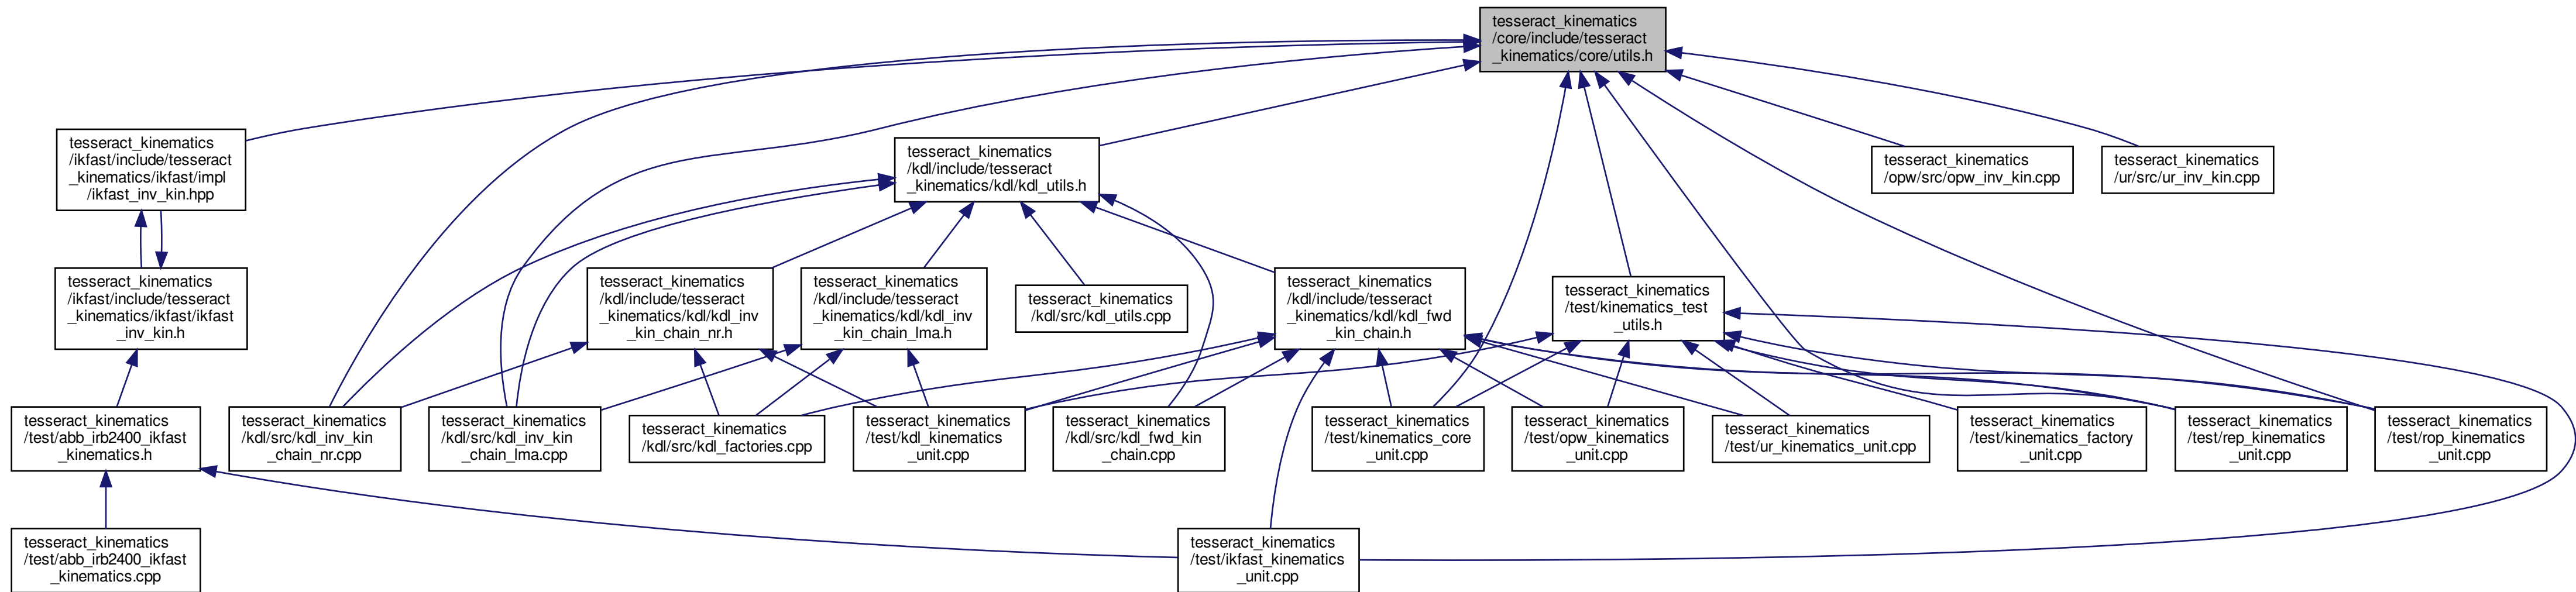 tesseract_kinematics
/core/include/tesseract
_kinematics/core/utils.h
tesseract_kinematics
/ikfast/include/tesseract
_kinematics/ikfast/impl
/ikfast_inv_kin.hpp
tesseract_kinematics
/kdl/include/tesseract
_kinematics/kdl/kdl_utils.h
tesseract_kinematics
/opw/src/opw_inv_kin.cpp
tesseract_kinematics
/ur/src/ur_inv_kin.cpp
tesseract_kinematics
/ikfast/include/tesseract
_kinematics/ikfast/ikfast
_inv_kin.h
tesseract_kinematics
/kdl/include/tesseract
_kinematics/kdl/kdl_inv
_kin_chain_nr.h
tesseract_kinematics
/kdl/include/tesseract
_kinematics/kdl/kdl_inv
_kin_chain_lma.h
tesseract_kinematics
/kdl/src/kdl_utils.cpp
tesseract_kinematics
/kdl/include/tesseract
_kinematics/kdl/kdl_fwd
_kin_chain.h
tesseract_kinematics
/test/kinematics_test
_utils.h
tesseract_kinematics
/test/abb_irb2400_ikfast
_kinematics.h
tesseract_kinematics
/kdl/src/kdl_inv_kin
_chain_nr.cpp
tesseract_kinematics
/kdl/src/kdl_inv_kin
_chain_lma.cpp
tesseract_kinematics
/kdl/src/kdl_factories.cpp
tesseract_kinematics
/test/kdl_kinematics
_unit.cpp
tesseract_kinematics
/kdl/src/kdl_fwd_kin
_chain.cpp
tesseract_kinematics
/test/kinematics_core
_unit.cpp
tesseract_kinematics
/test/opw_kinematics
_unit.cpp
tesseract_kinematics
/test/ur_kinematics_unit.cpp
tesseract_kinematics
/test/kinematics_factory
_unit.cpp
tesseract_kinematics
/test/rep_kinematics
_unit.cpp
tesseract_kinematics
/test/rop_kinematics
_unit.cpp
tesseract_kinematics
/test/abb_irb2400_ikfast
_kinematics.cpp
tesseract_kinematics
/test/ikfast_kinematics
_unit.cpp